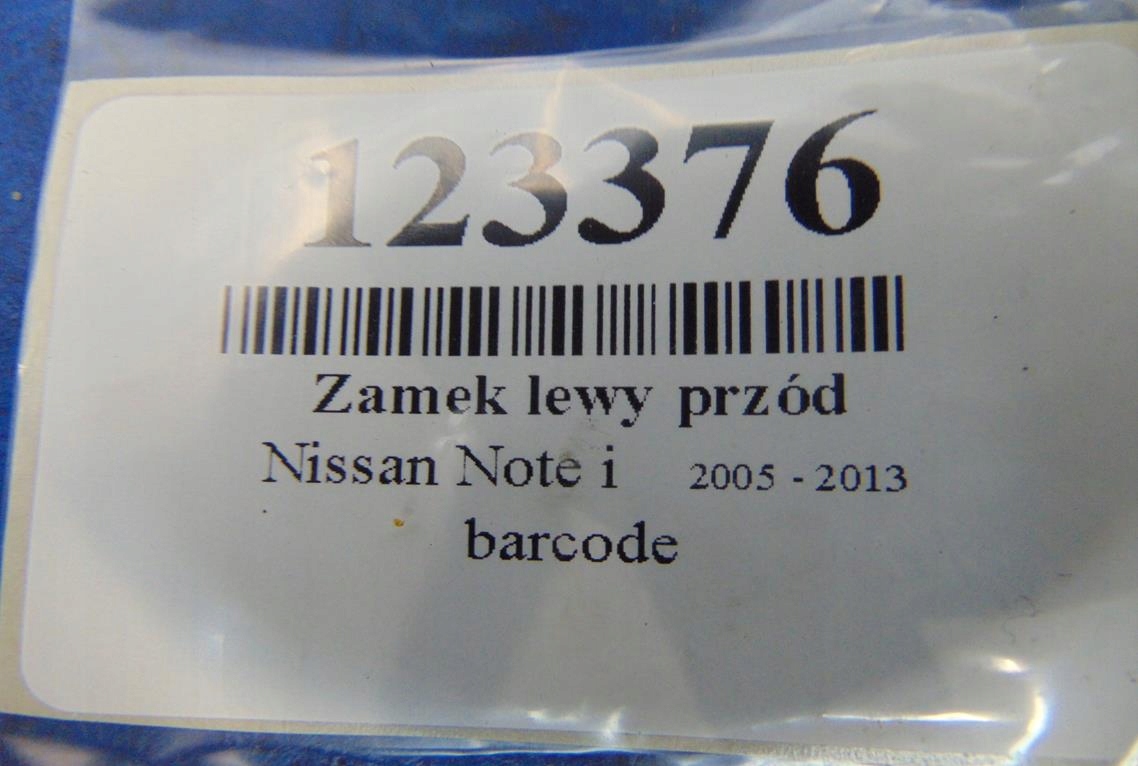 123376
Zamek lewy przód
Nissan Note i 2005 - 2013
barcode